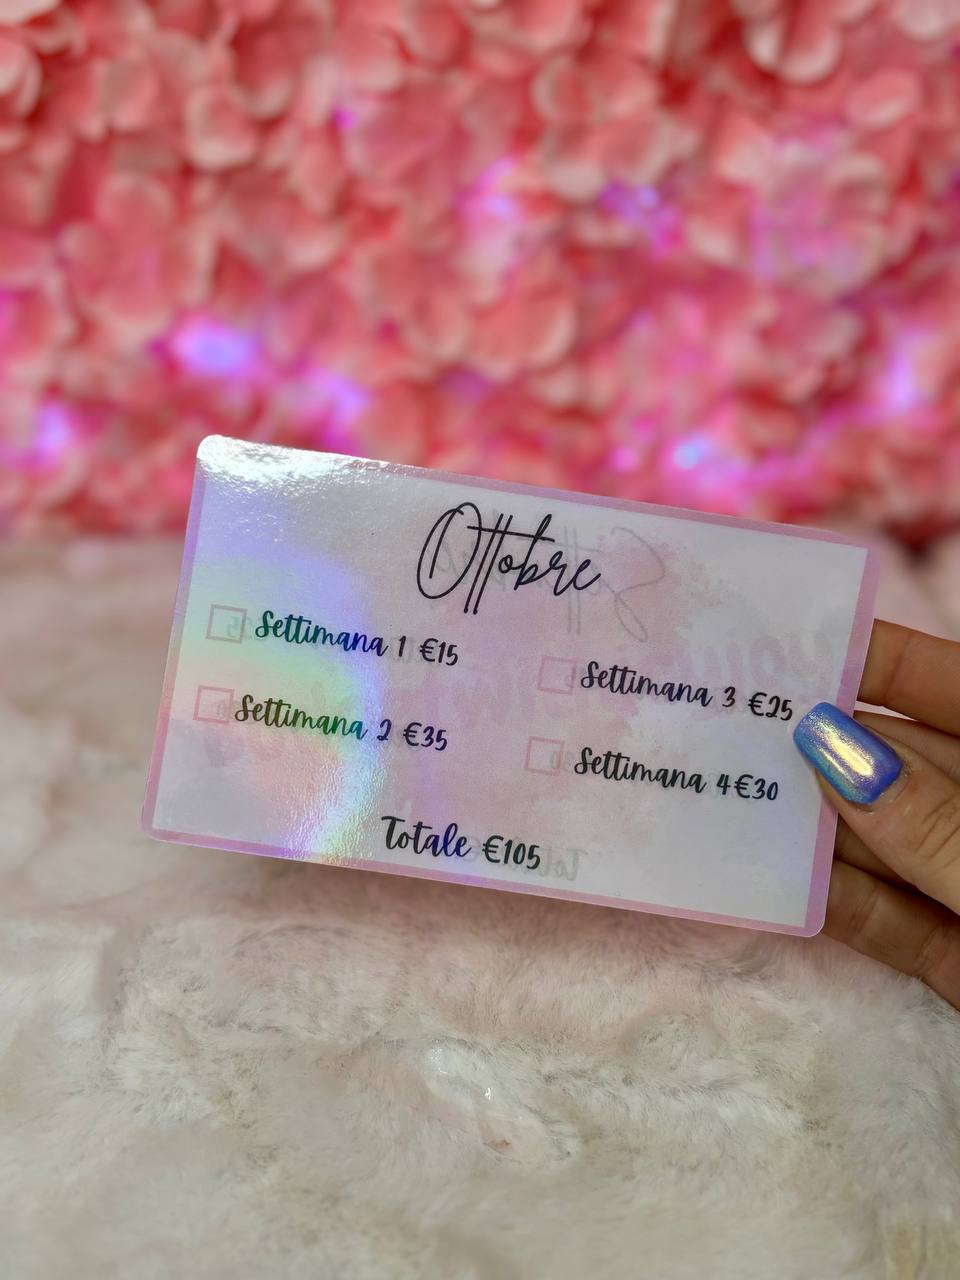 Ottobre
Settimana 1 €15
Settimana 2 €35
Settimana 3 €25
Settimana 4 €30
Totale €105